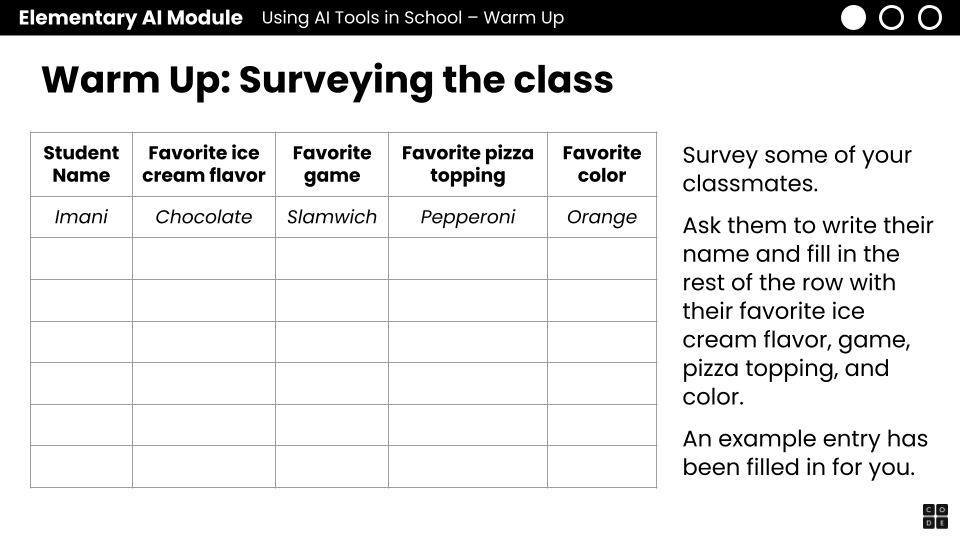 Elementary AI Module Using AI Tools in School – Warm Up
Warm Up: Surveying the class
Student Name Favorite ice cream flavor Favorite game Favorite pizza topping Favorite color
Imani Chocolate Slamwich Pepperoni Orange
Survey some of your
classmates.
Ask them to write their
name and fill in the
rest of the row with
their favorite ice
cream flavor, game,
pizza topping, and
color.
An example entry has
been filled in for you.
C O
D E